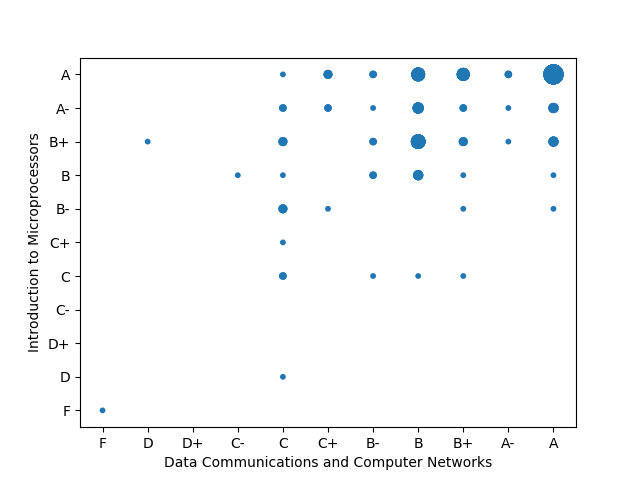 A
A-
B+
B
B-
C+
C
C-
D+
D
F
Introduction to Microprocessors
F D D+ C- C C+ B- B B+ A- A
Data Communications and Computer Networks